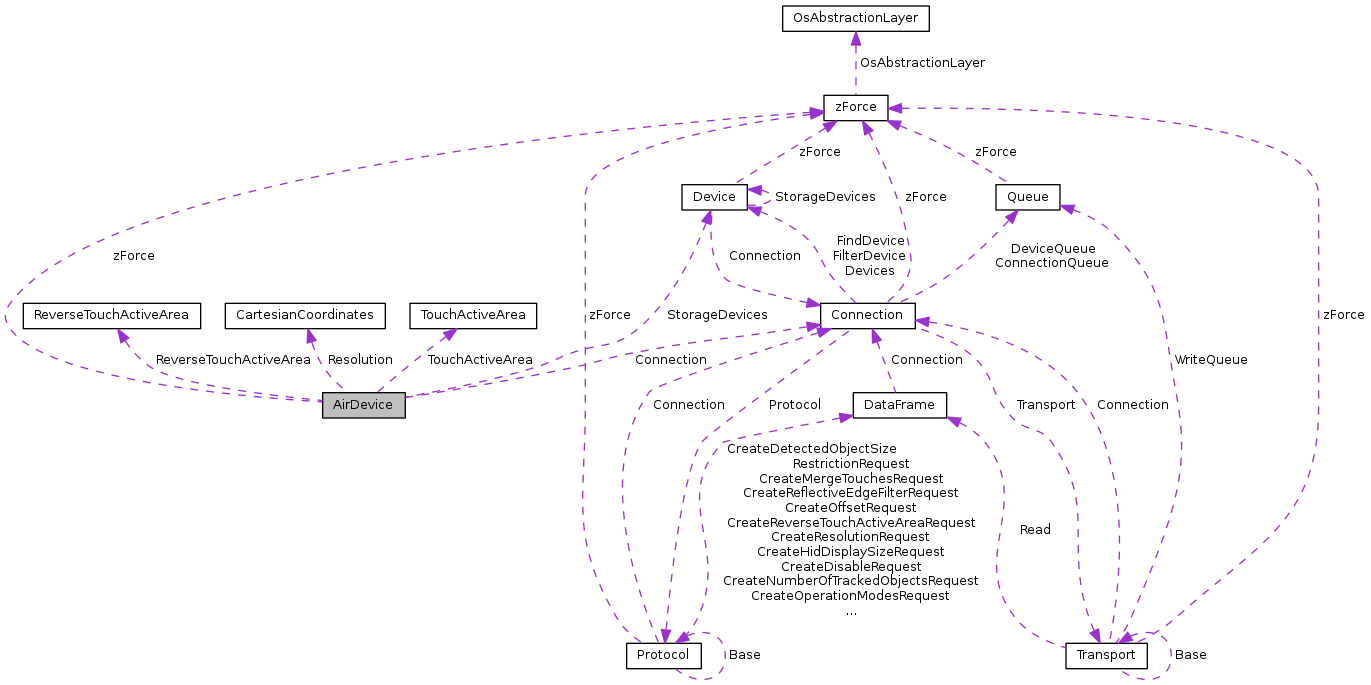 OsAbstractionLayer
OsAbstractionLayer
zForce
zForce
zForce
Device
StorageDevices
zForce
Queue
FindDevice
FilterDevice
Devices
DeviceQueue
ConnectionQueue
zForce
Connection
ReverseTouchActiveArea
CartesianCoordinates
TouchActiveArea
zForce
StorageDevices
Connection
zForce
ReverseTouchActiveArea
Resolution
TouchActiveArea
Connection
Connection
WriteQueue
AirDevice
Connection
Protocol
DataFrame
Transport
Connection
CreateDetectedObjectSize
RestrictionRequest
CreateMergeTouchesRequest
CreateReflectiveEdgeFilterRequest
CreateOffsetRequest
CreateReverseTouchActiveAreaRequest
CreateResolutionRequest
CreateHidDisplaySizeRequest
CreateDisableRequest
CreateNumberOfTrackedObjectsRequest
CreateOperationModesRequest
...
Read
Protocol
Base
Transport
Base